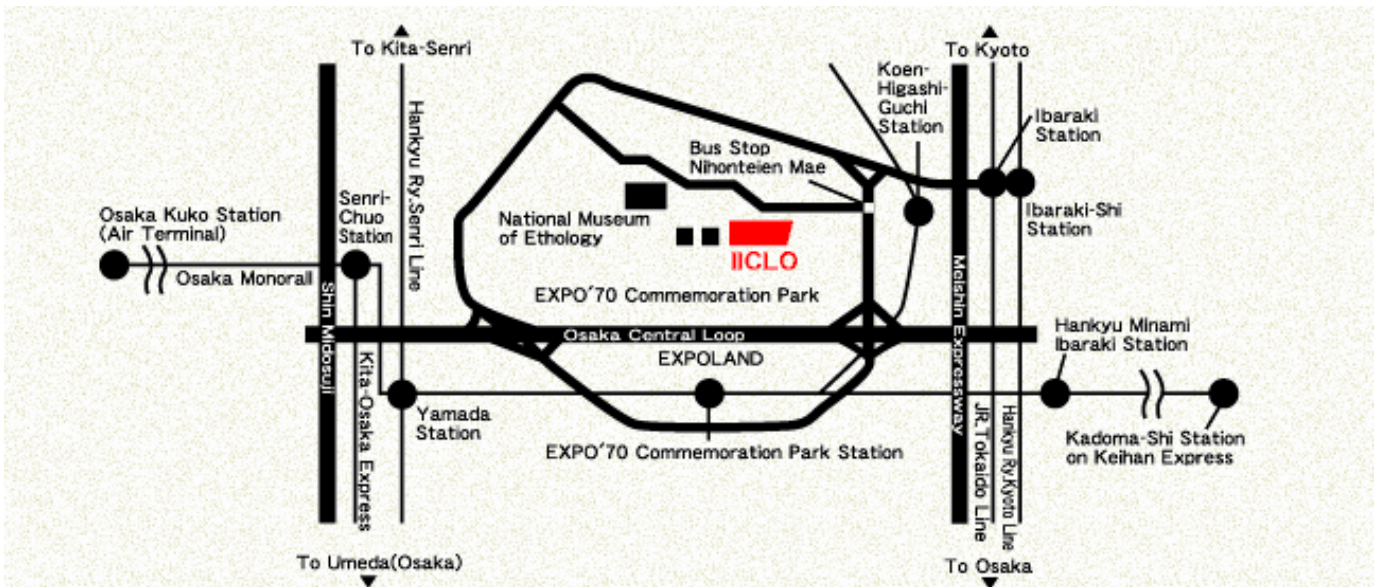 To Kita-Senri
To Kyoto
Koen-
Higashi-
Guchi
Station
Ibaraki
Station
Hankyu Ry.Senri Line
Bus Stop
Nihonteien Mae
Senri-
Chuo
Station
Osaka Kuko Station
(Air Terminal)
National Museum
of Ethology
Ibaraki-Shi
Station
IICLO
Osaka Monorall
EXPO'70 Commemoration Park
Shin Midosuji
Meishin Expressway
Osaka Central Loop
Hankyu Minami
Ibaraki Station
EXPOLAND
Kita-Osaka Express
Yamada
Station
EXPO'70 Commemoration Park Station
JR.Tokaido Line
Hankyu Ry.Kyoto Line
Kadoma-Shi Station
on Keihan Express
To Umeda(Osaka)
To Osaka